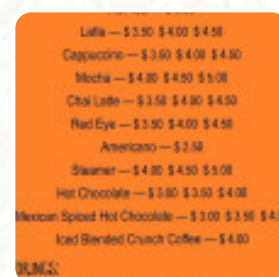 Latte — $3.50 $4.00 $4.50
Cappuccino — $3.50 $4.00 $4.50
Mocha — $4.00 $4.50 $5.00
Chai Latte — $3.50 $4.00 $4.50
Red Eye — $3.50 $4.00 $4.50
Americano — $2.50
Steamer — $4.00 $4.50 $5.00
Hot Chocolate — $3.00 $3.50 $4.00
Mexican Spiced Hot Chocolate — $3.00 $3.50
Iced Blended Crunch Coffee — $4.00